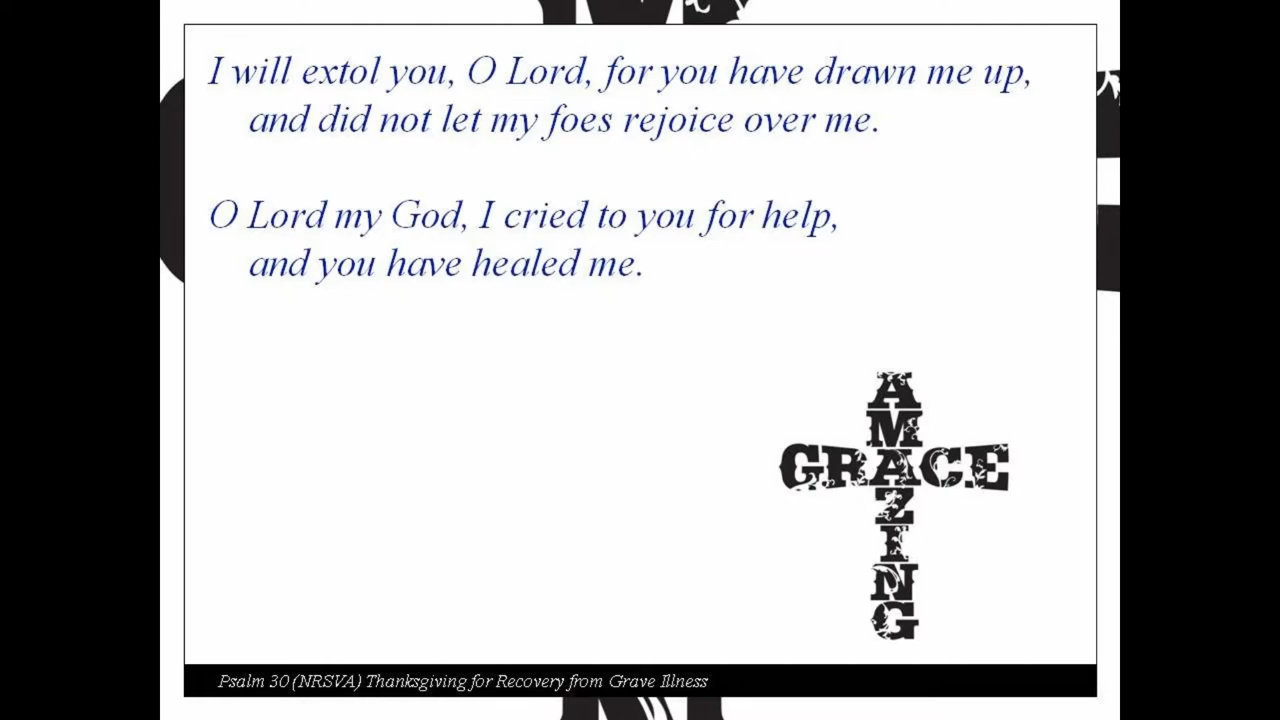 I will extol you, O Lord, for you have drawn me up,
and did not let my foes rejoice over me.
O Lord my God, I cried to you for help,
and you have healed me.
AMAZING
GRACE
Psalm 30 (NRSVA) Thanksgiving for Recovery from Grave Illness